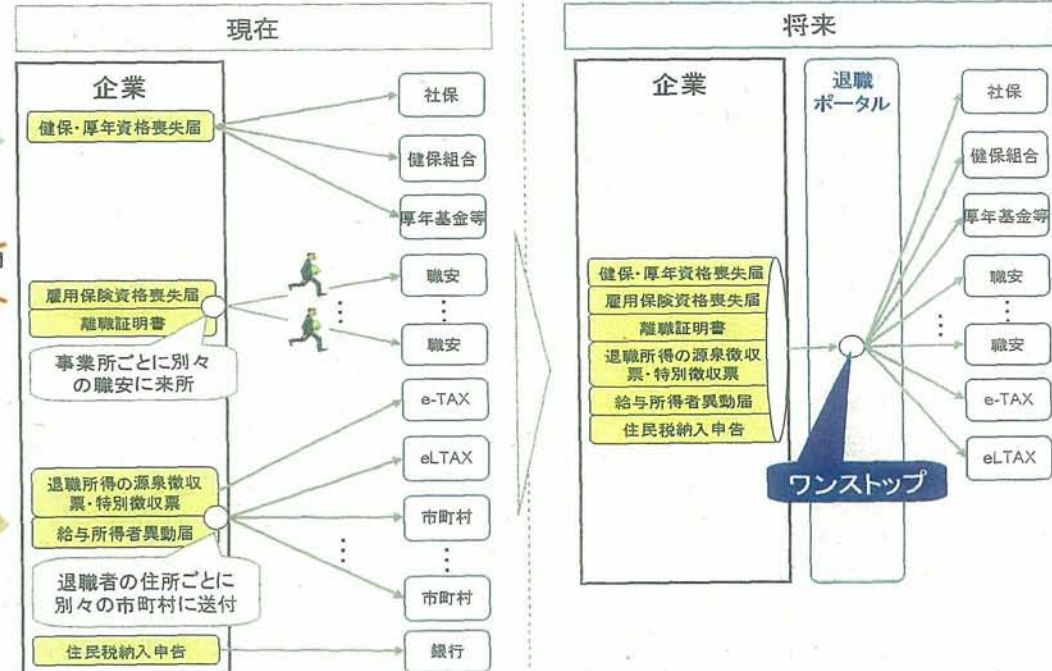 現在
企業
健保・厚年資格喪失届
社保
健保組合
厚年基金等
雇用保険資格喪失届
離職証明書
職安
職安
事業所ごとに別々
の職安に来所
e-TAX
eLTAX
退職所得の源泉徴収
票・特別徴収票
給与所得者異動届
市町村
市町村
退職者の住所ごとに
別々の市町村に送付
住民税納入申告
銀行
将来
企業
退職
ポータル
健保・厚年資格喪失届
雇用保険資格喪失届
離職証明書
退職所得の源泉徴収
票・特別徴収票
給与所得者異動届
住民税納入申告
ワンストップ
社保
健保組合
厚年基金等
職安
職安
e-TAX
eLTAX